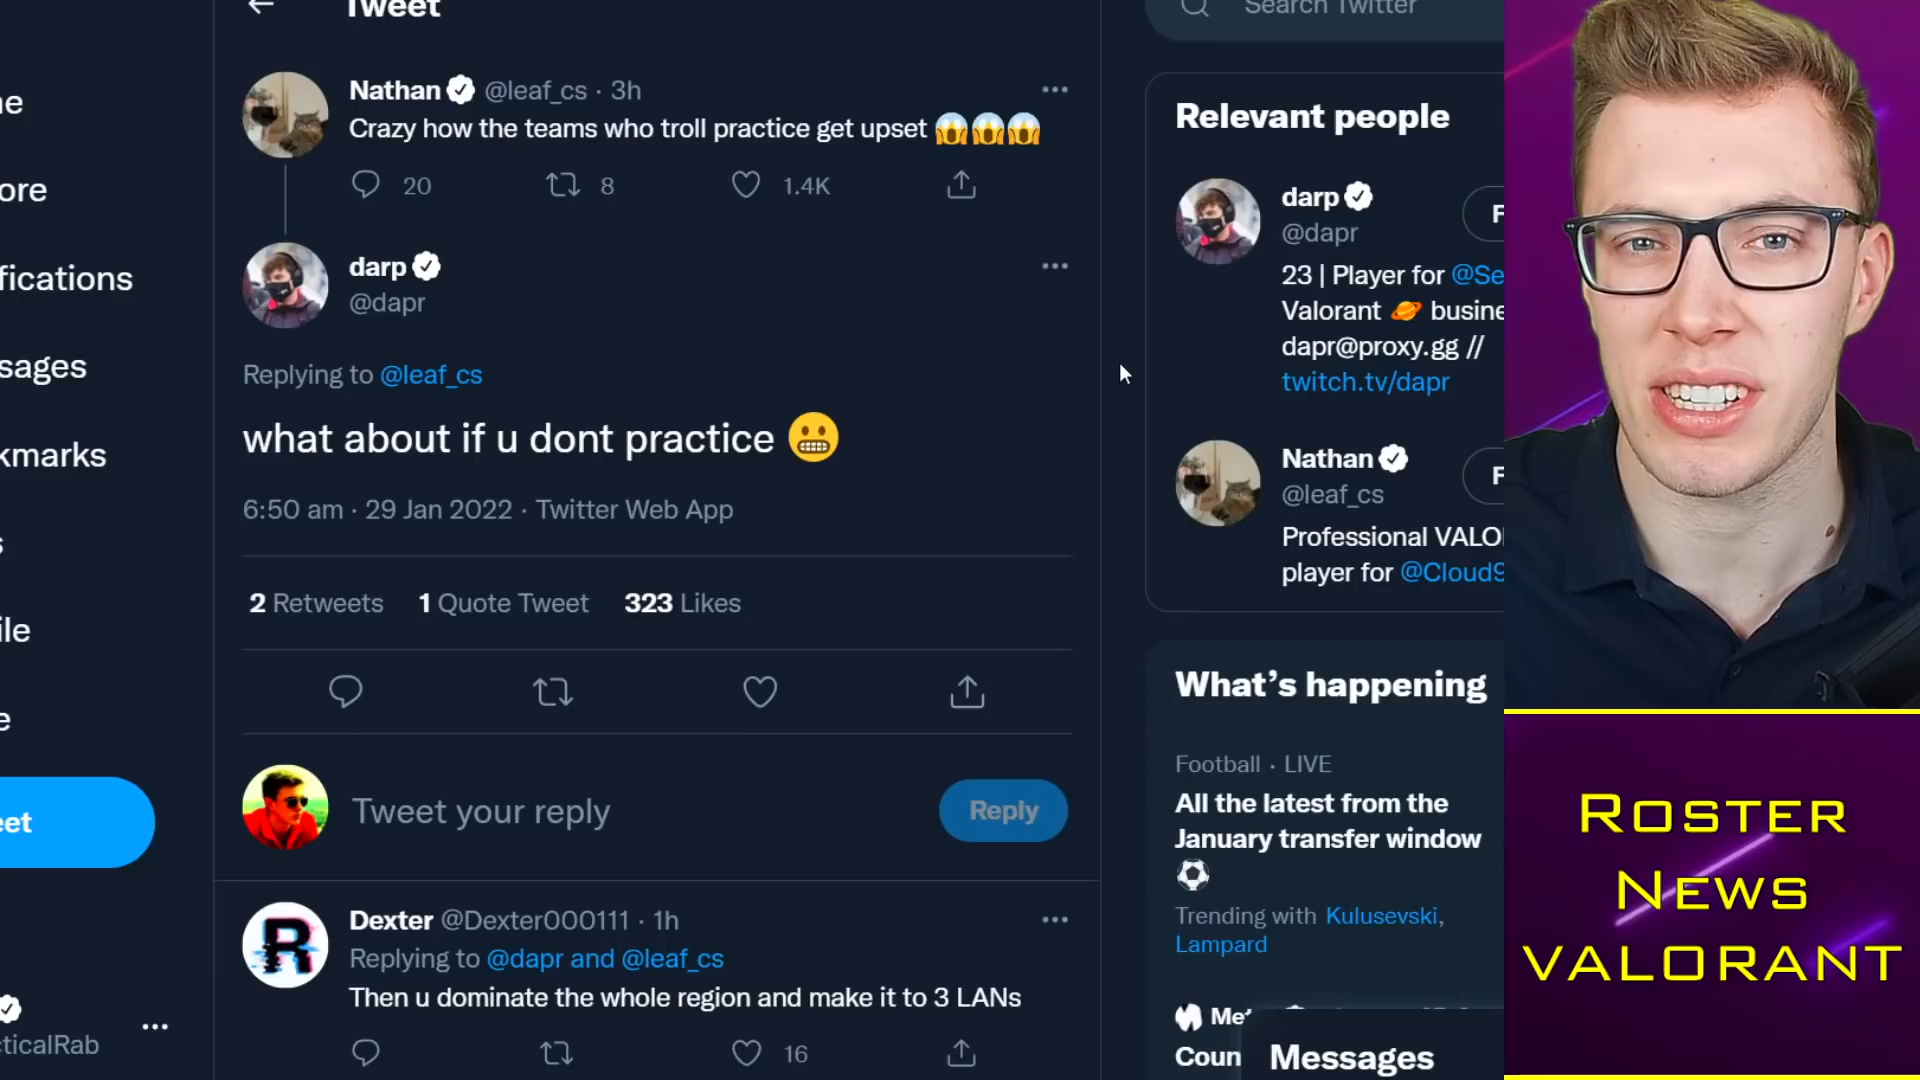 Tweet
Search Twitter
Nathan @leaf_cs · 3h
Crazy how the teams who troll practice get upset 😱😱😱
20 8 1.4K
darp
@dapr
Replying to @leaf_cs
what about if u dont practice 😬
6:50 am · 29 Jan 2022 · Twitter Web App
2 Retweets 1 Quote Tweet 323 Likes
Tweet your reply
Reply
Dexter @Dexter000111 · 1h
Replying to @dapr and @leaf_cs
Then u dominate the whole region and make it to 3 LANs
16
ne
ore
fications
sages
kmarks
s
ile
e
eet
cticalRab
Relevant people
darp
@dapr
F
23 | Player for @Se
Valorant 🪐 busine
dapr@proxy.gg //
twitch.tv/dapr
Nathan
@leaf_cs
F
Professional VALO
player for @Cloud9
What's happening
Football · LIVE
All the latest from the
January transfer window
⚽
Trending with Kulusevski,
Lampard
Coun
Messages
Roster
News
VALORANT